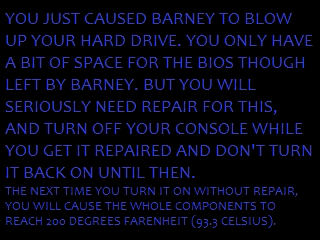 YOU JUST CAUSED BARNEY TO BLOW
UP YOUR HARD DRIVE. YOU ONLY HAVE
A BIT OF SPACE FOR THE BIOS THOUGH
LEFT BY BARNEY. BUT YOU WILL
SERIOUSLY NEED REPAIR FOR THIS,
AND TURN OFF YOUR CONSOLE WHILE
YOU GET IT REPAIRED AND DON'T TURN
IT BACK ON UNTIL THEN.
THE NEXT TIME YOU TURN IT ON WITHOUT REPAIR,
YOU WILL CAUSE THE WHOLE COMPONENTS TO
REACH 200 DEGREES FARENHEIT (93.3 CELSIUS).